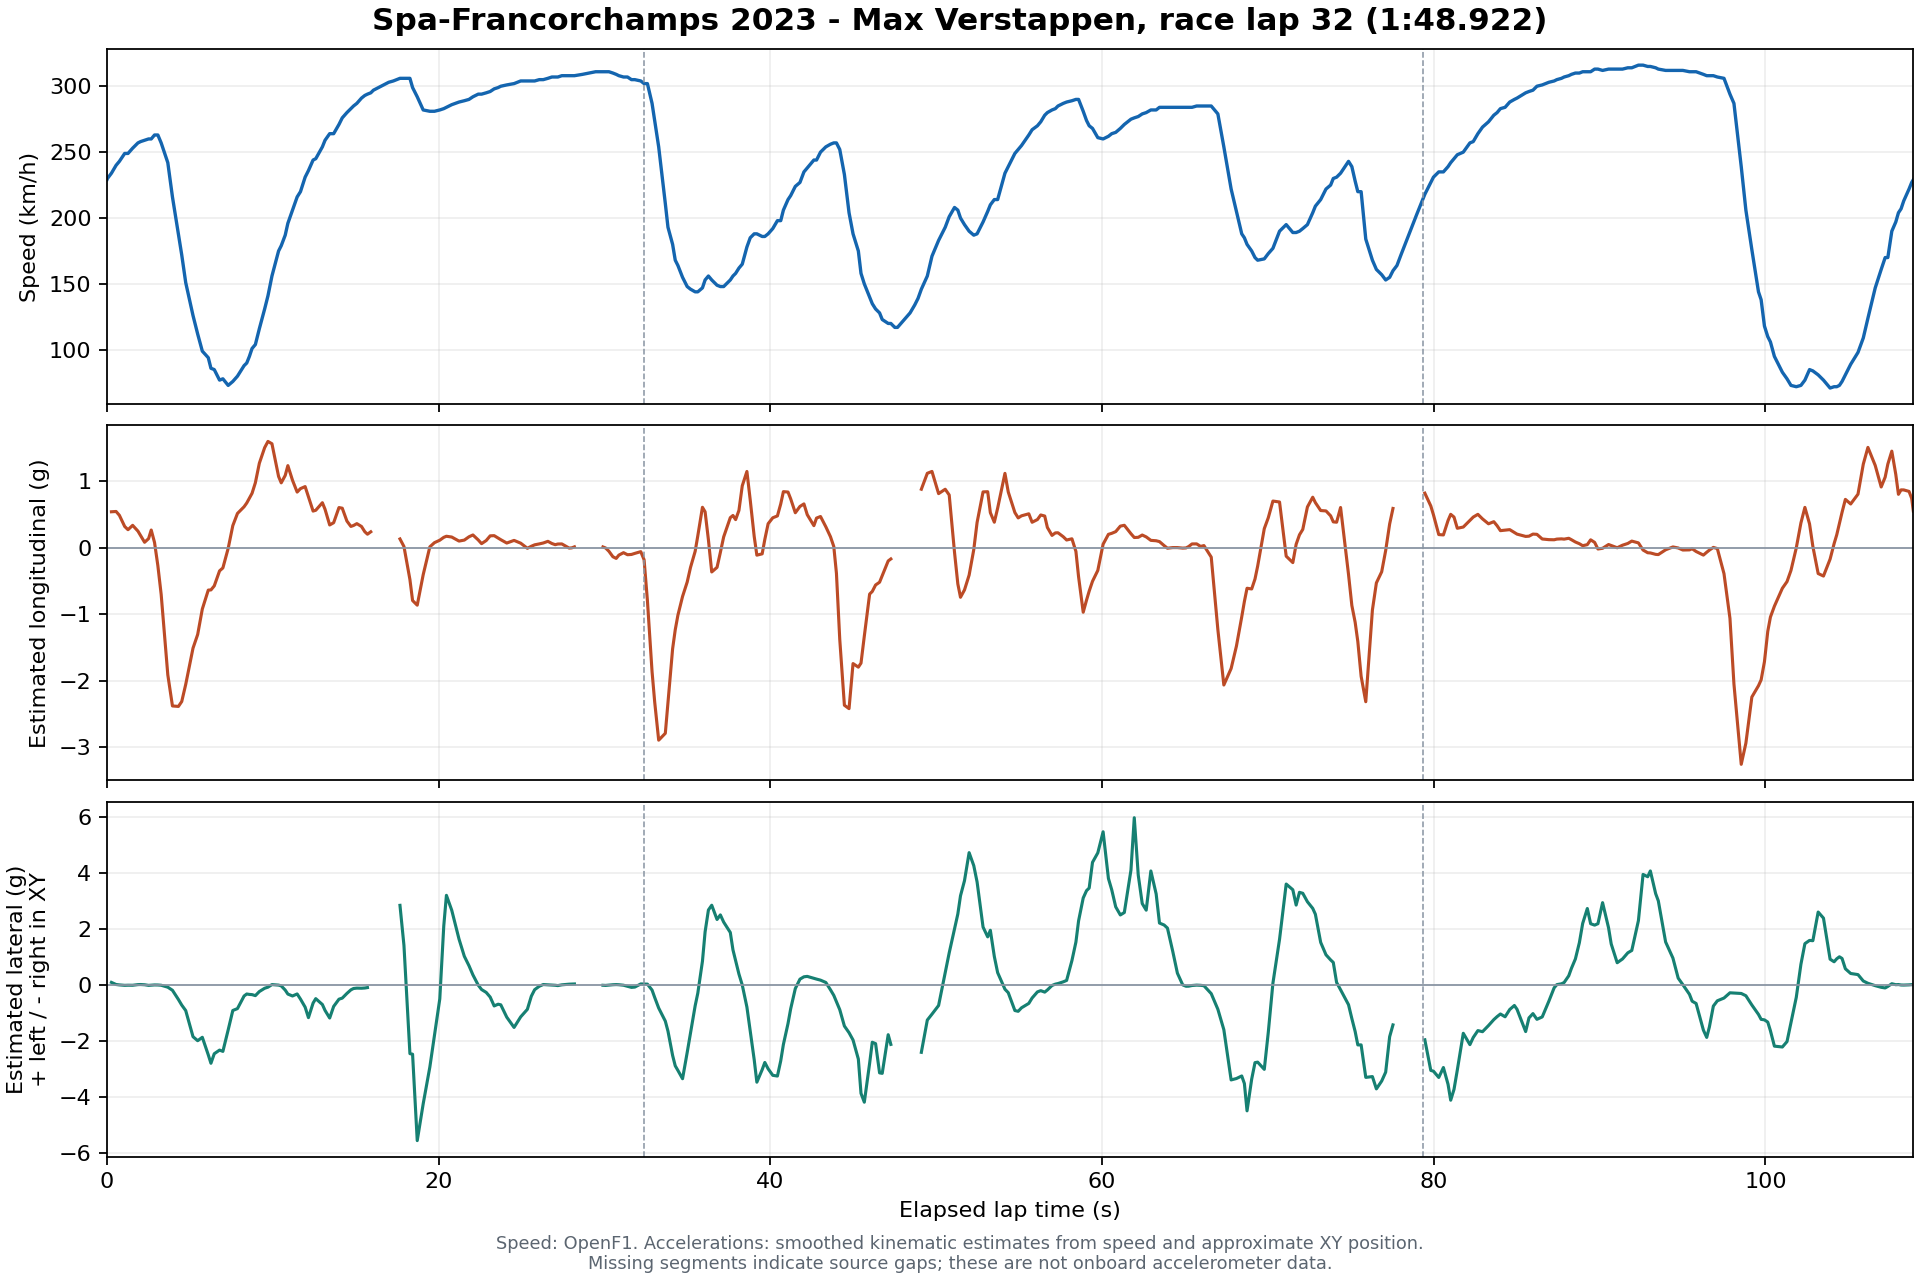 Spa-Francorchamps 2023 - Max Verstappen, race lap 32 (1:48.922)
Speed (km/h)
300
250
200
150
100
Estimated longitudinal (g)
1
0
−1
−2
−3
Estimated lateral (g)
+ left / - right in XY
6
4
2
0
−2
−4
−6
0 20 40 60 80 100
Elapsed lap time (s)
Speed: OpenF1. Accelerations: smoothed kinematic estimates from speed and approximate XY position.
Missing segments indicate source gaps; these are not onboard accelerometer data.